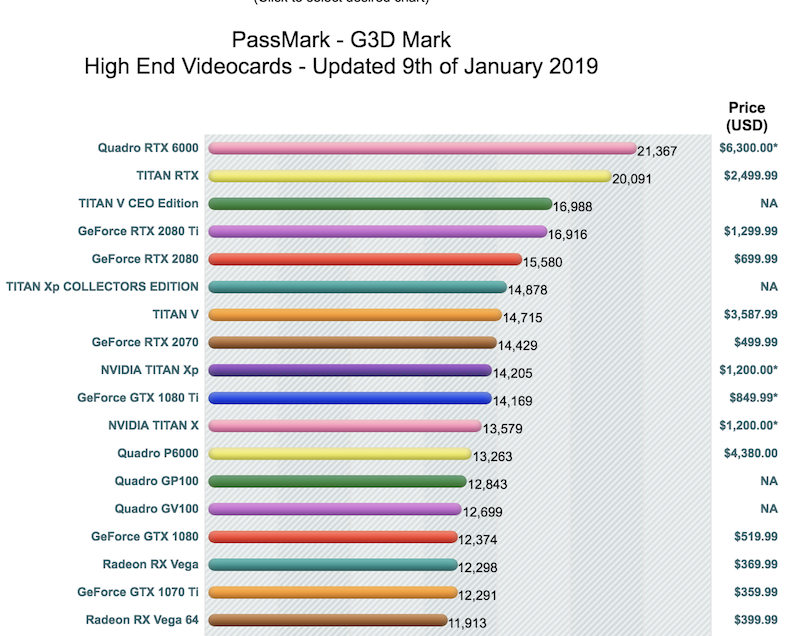 (Click to select desired chart)
PassMark - G3D Mark
High End Videocards - Updated 9th of January 2019
Price
(USD)
Quadro RTX 6000 21,367 $6,300.00*
TITAN RTX 20,091 $2,499.99
TITAN V CEO Edition 16,988 NA
GeForce RTX 2080 Ti 16,916 $1,299.99
GeForce RTX 2080 15,580 $699.99
TITAN Xp COLLECTORS EDITION 14,878 NA
TITAN V 14,715 $3,587.99
GeForce RTX 2070 14,429 $499.99
NVIDIA TITAN Xp 14,205 $1,200.00*
GeForce GTX 1080 Ti 14,169 $849.99*
NVIDIA TITAN X 13,579 $1,200.00*
Quadro P6000 13,263 $4,380.00
Quadro GP100 12,843 NA
Quadro GV100 12,699 NA
GeForce GTX 1080 12,374 $519.99
Radeon RX Vega 12,298 $369.99
GeForce GTX 1070 Ti 12,291 $359.99
Radeon RX Vega 64 11,913 $399.99